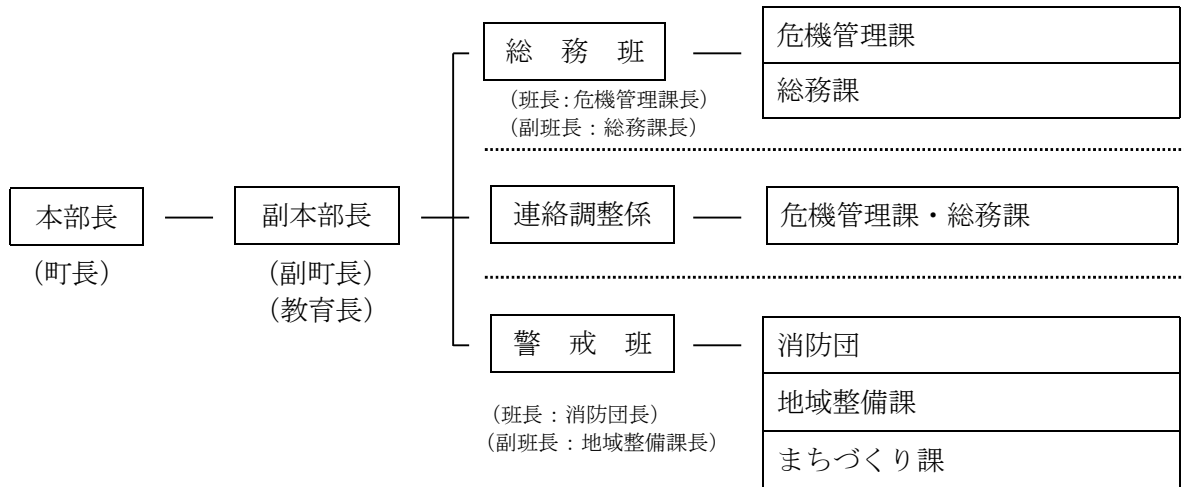 総　務　班
危機管理課
総務課
（班長：危機管理課長）
（副班長：総務課長）
本部長
（町長）
副本部長
（副町長）
（教育長）
連絡調整係
危機管理課・総務課
警　戒　班
（班長：消防団長）
（副班長：地域整備課長）
消防団
地域整備課
まちづくり課